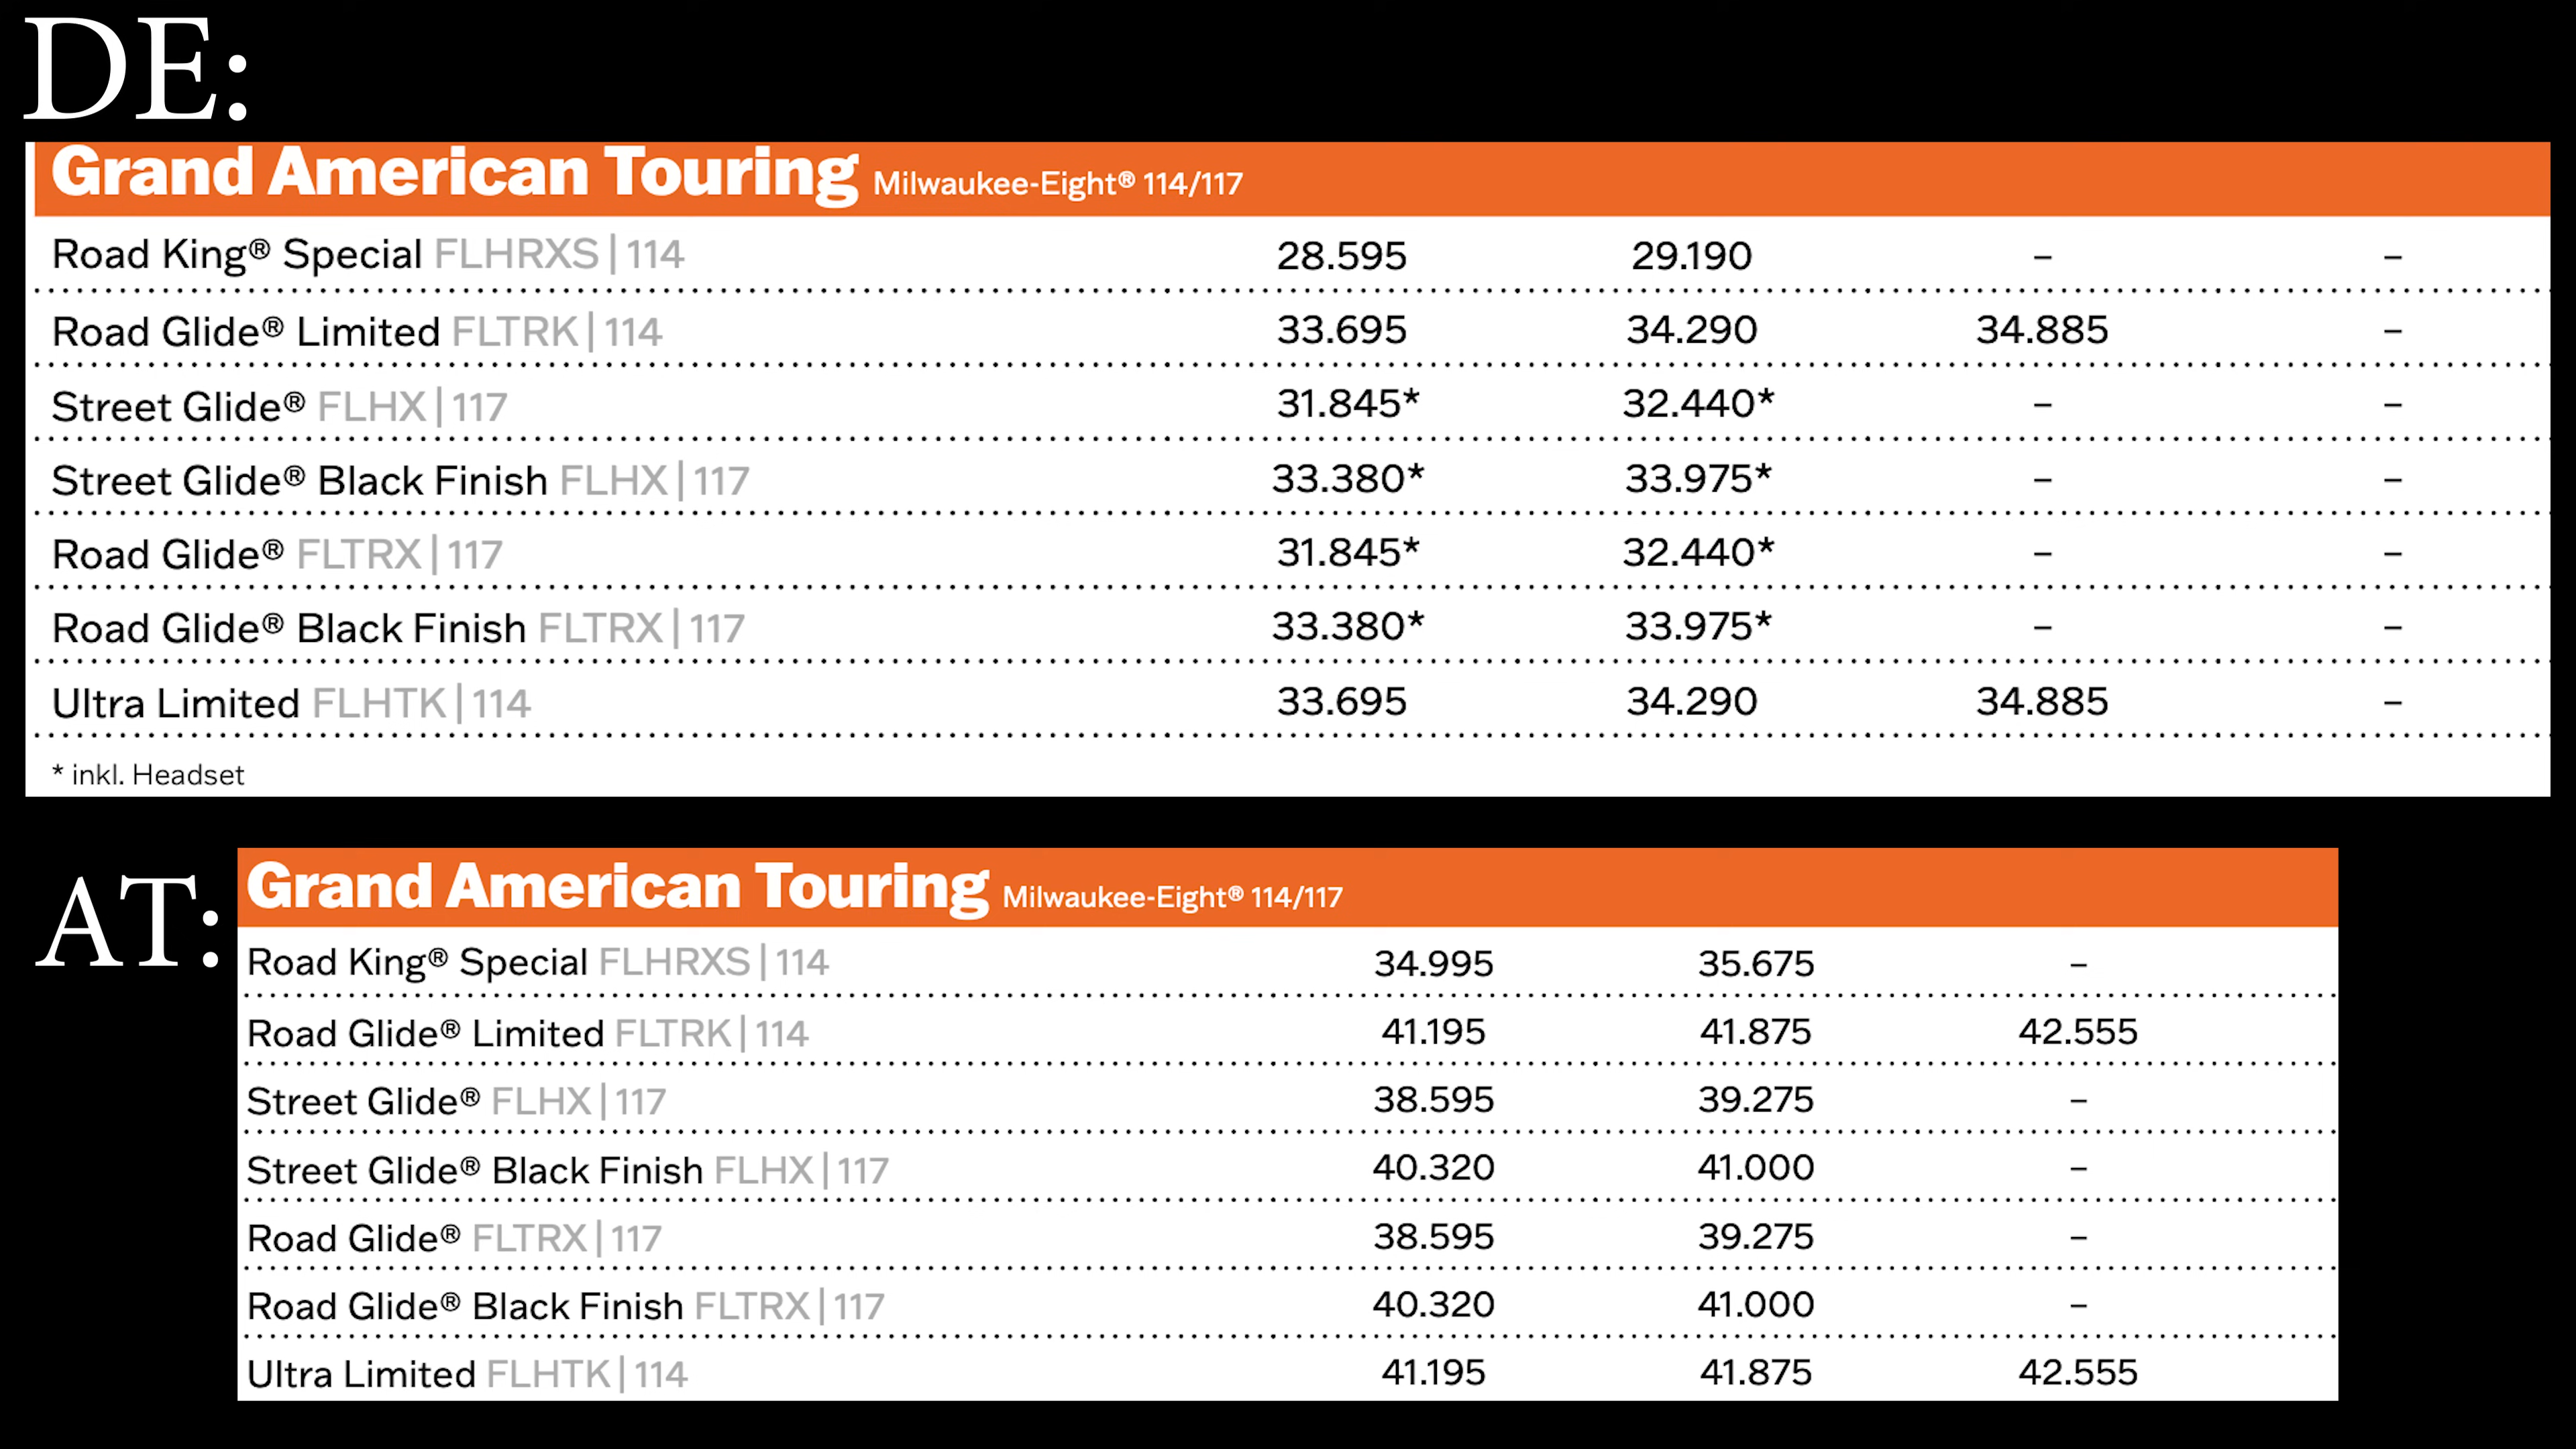 DE:
Grand American Touring Milwaukee-Eight® 114/117
Road King® Special FLHRXS | 114 28.595 29.190 – –
Road Glide® Limited FLTRK | 114 33.695 34.290 34.885 –
Street Glide® FLHX | 117 31.845* 32.440* – –
Street Glide® Black Finish FLHX | 117 33.380* 33.975* – –
Road Glide® FLTRX | 117 31.845* 32.440* – –
Road Glide® Black Finish FLTRX | 117 33.380* 33.975* – –
Ultra Limited FLHTK | 114 33.695 34.290 34.885 –
* inkl. Headset
AT:
Grand American Touring Milwaukee-Eight® 114/117
Road King® Special FLHRXS | 114 34.995 35.675 –
Road Glide® Limited FLTRK | 114 41.195 41.875 42.555
Street Glide® FLHX | 117 38.595 39.275 –
Street Glide® Black Finish FLHX | 117 40.320 41.000 –
Road Glide® FLTRX | 117 38.595 39.275 –
Road Glide® Black Finish FLTRX | 117 40.320 41.000 –
Ultra Limited FLHTK | 114 41.195 41.875 42.555